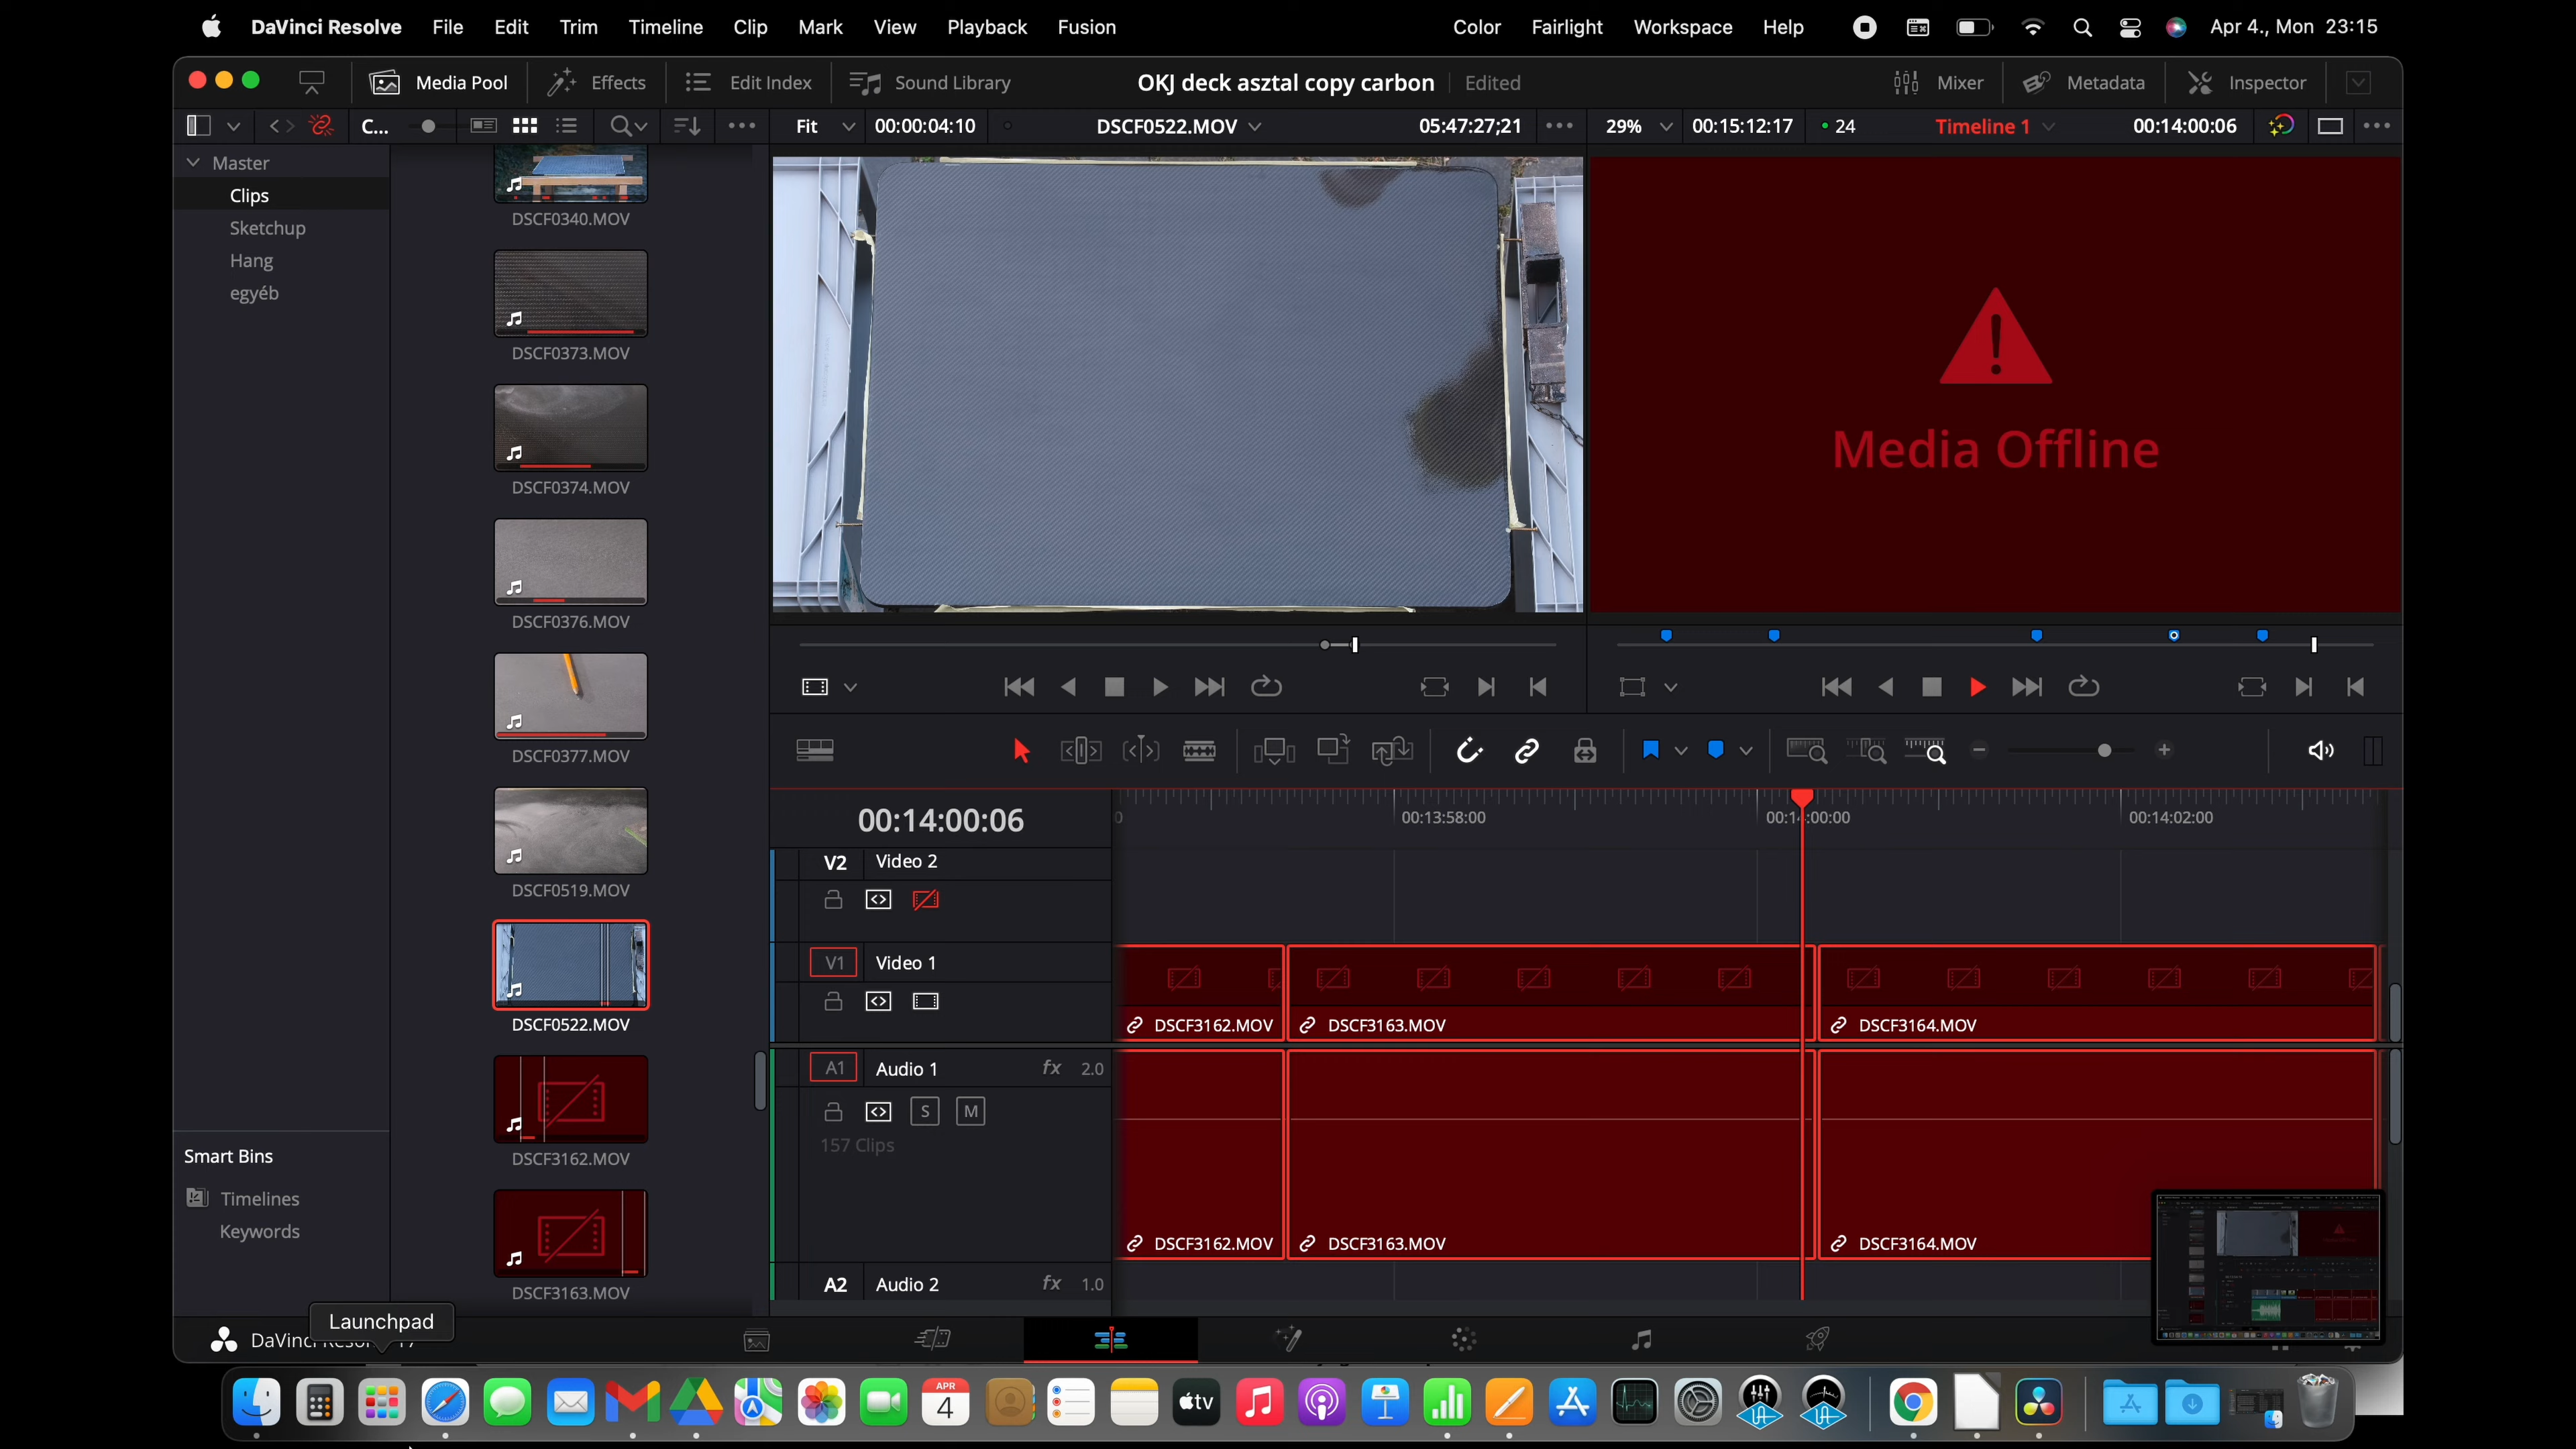 DaVinci Resolve File Edit Trim Timeline Clip Mark View Playback Fusion Color Fairlight Workspace Help Apr 4., Mon 23:15
Media Pool Effects Edit Index Sound Library OKJ deck asztal copy carbon Edited Mixer Metadata Inspector
C... Fit 00:00:04:10 DSCF0522.MOV 05:47:27;21 29% 00:15:12:17 24 Timeline 1 00:14:00:06
Master
Clips
Sketchup
Hang
egyéb
DSCF0340.MOV
DSCF0373.MOV
DSCF0374.MOV
DSCF0376.MOV
DSCF0377.MOV
DSCF0519.MOV
DSCF0522.MOV
DSCF3162.MOV
DSCF3163.MOV
Media Offline
00:14:00:06
00:13:58:00 00:14:00:00 00:14:02:00
V2 Video 2
V1 Video 1
DSCF3162.MOV DSCF3163.MOV DSCF3164.MOV
A1 Audio 1 fx 2.0
S M
157 Clips
DSCF3162.MOV DSCF3163.MOV DSCF3164.MOV
A2 Audio 2 fx 1.0
Smart Bins
Timelines
Keywords
Launchpad
APR
4
tv